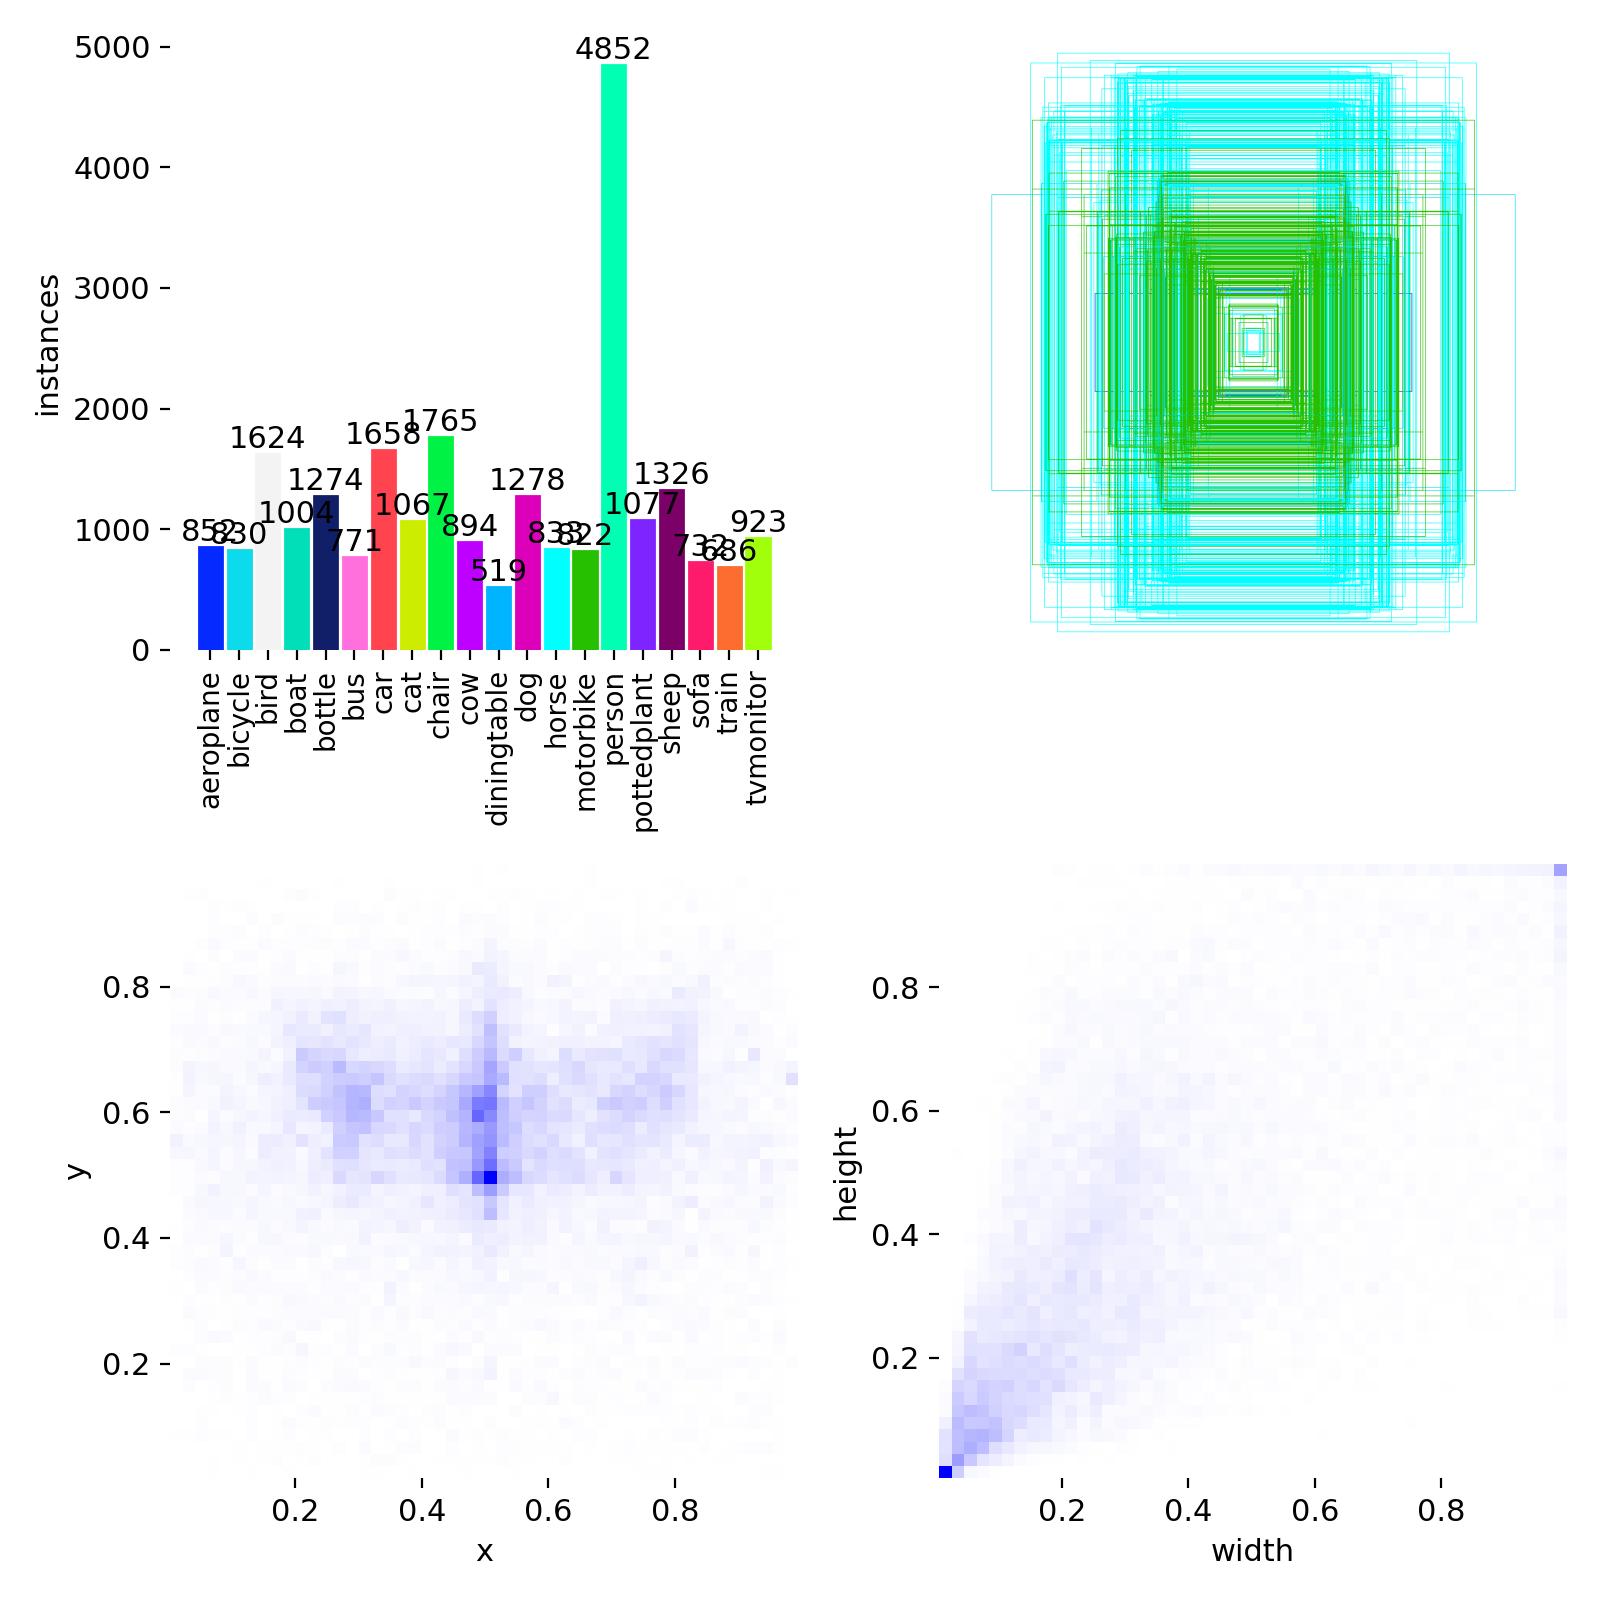 5000
4000
3000
2000
1000
0
instances
852
830
1624
1004
1274
771
1658
1067
1765
894
519
1278
833
822
4852
1077
1326
732
686
923
aeroplane
bicycle
bird
boat
bottle
bus
car
cat
chair
cow
diningtable
dog
horse
motorbike
person
pottedplant
sheep
sofa
train
tvmonitor
0.8
0.6
0.4
0.2
y
0.2 0.4 0.6 0.8
x
0.8
0.6
0.4
0.2
height
0.2 0.4 0.6 0.8
width